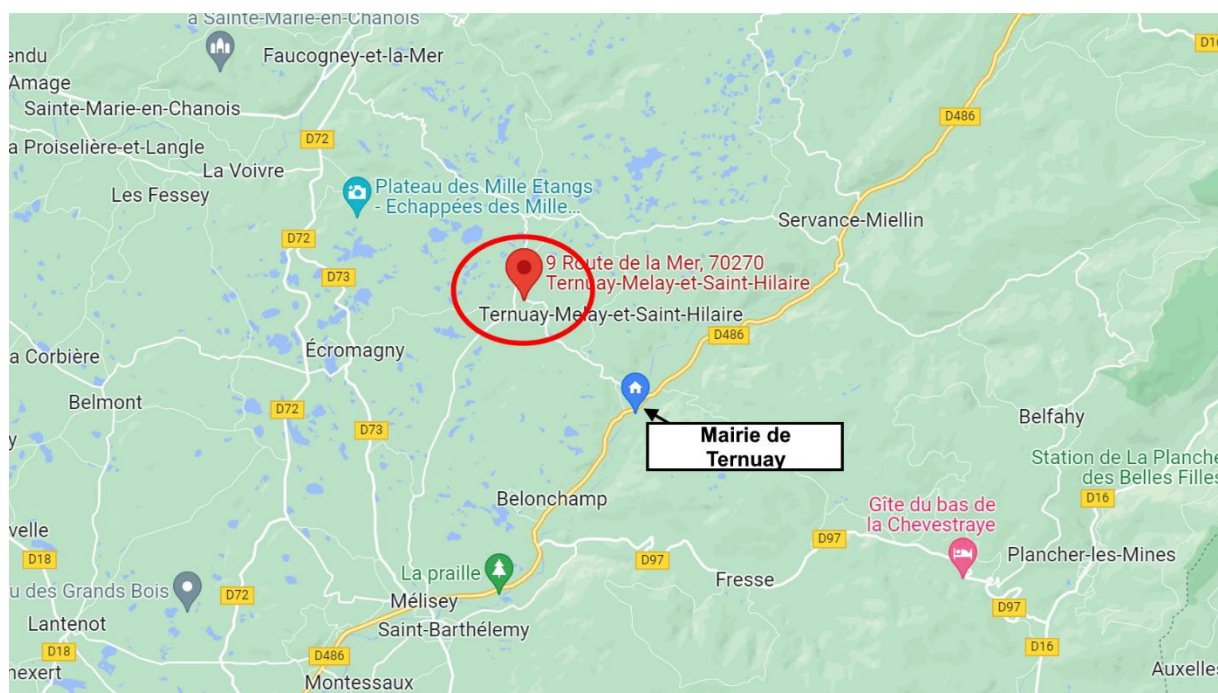 a Sainte-Marie-en-Chanois
Faucogney-et-la-Mer
endu
Amage
Sainte-Marie-en-Chanois
D72
D486
a Proiselière-et-Langle
La Voivre
Les Fessey
Plateau des Mille Etangs
- Echappées des Mille...
Servance-Miellin
D72
D73
9 Route de la Mer, 70270
Ternuay-Melay-et-Saint-Hilaire
Ternuay-Melay-et-Saint-Hilaire
D486
a Corbière
Écromagny
Belmont
D72
D73
Mairie de
Ternuay
Belfahy
Station de La Planche
des Belles Filles
D16
Belonchamp
Gîte du bas de
la Chevestraye
velle
D18
D97
D97
Plancher-les-Mines
La praille
Fresse
u des Grands Bois
D72
Mélisey
Lantenot
Saint-Barthélemy
D97
D16
D18
D486
nexert
Montessaux
Auxelle